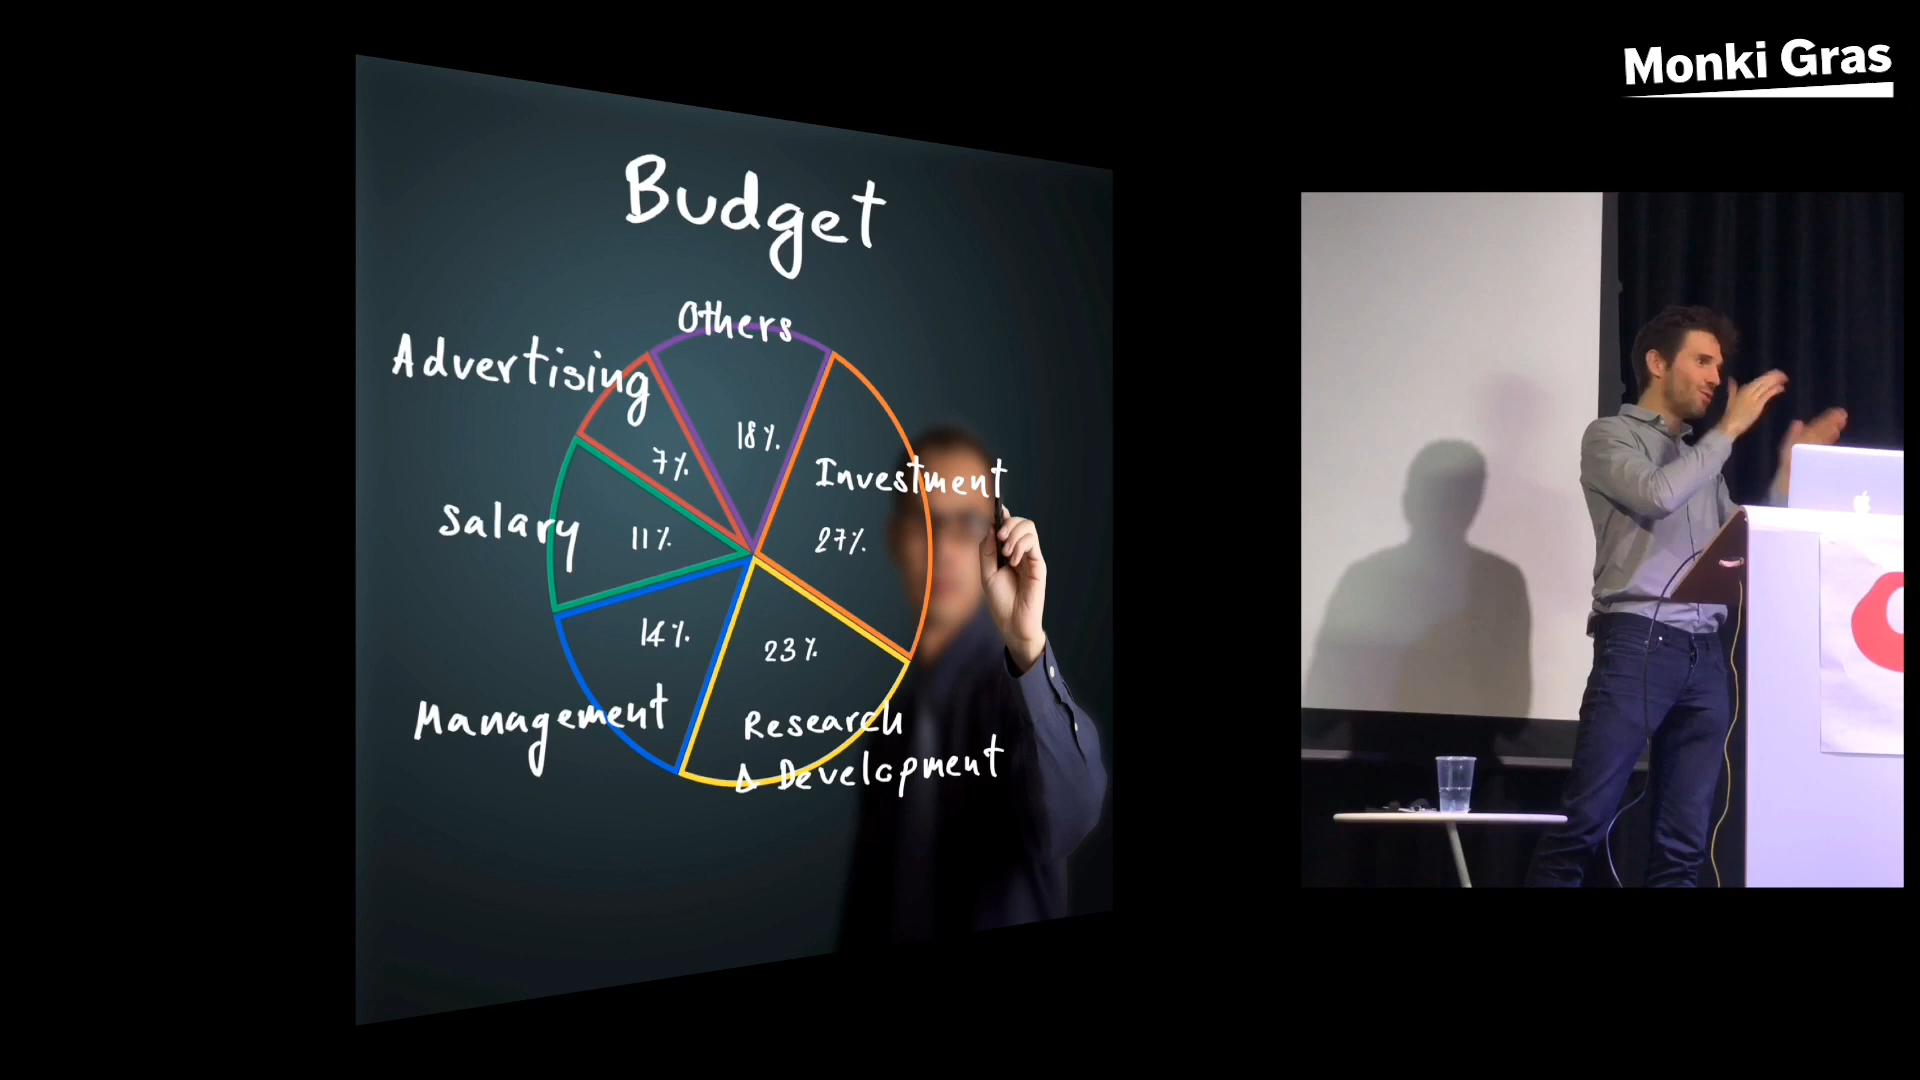 Monki Gras
Budget
Others
Advertising
18%
7%
Investment
27%
Salary
11%
14%
23%
Management
Research
& Development